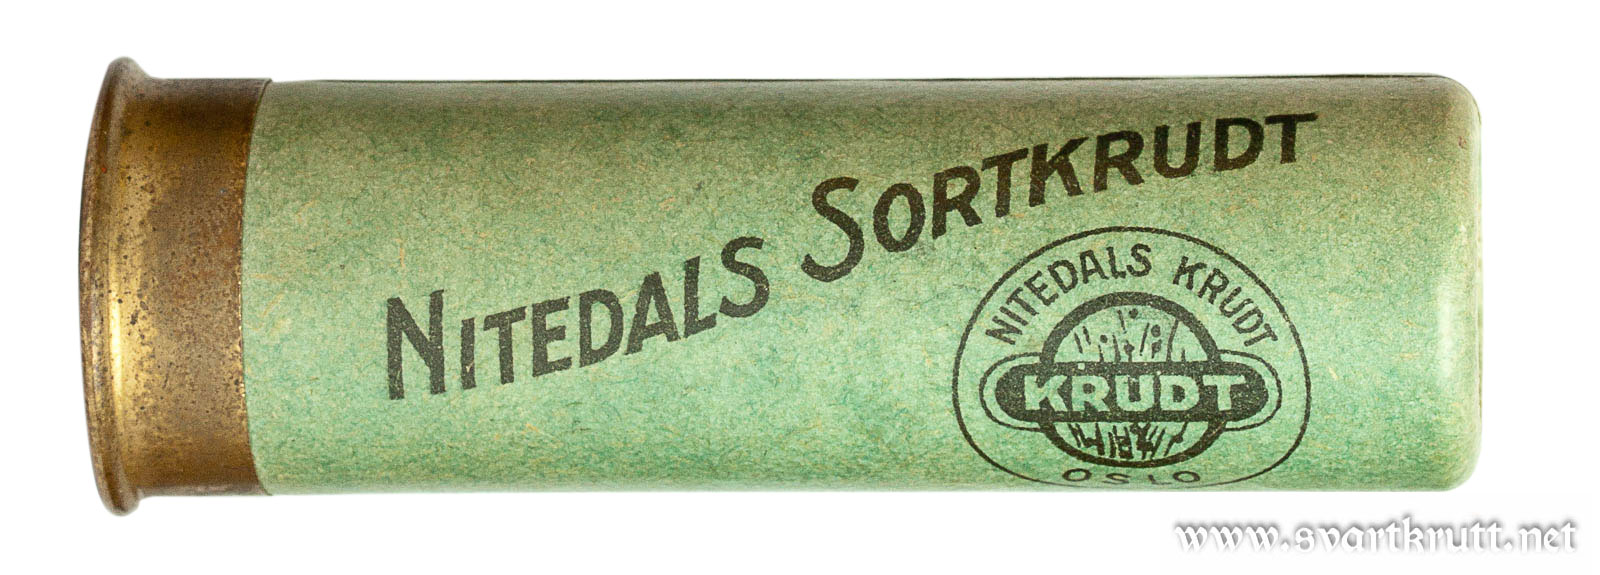 NITEDALS SORTKRUDT
NITEDALS KRUDT
KRUDT
OSLO
www.svartkrutt.net